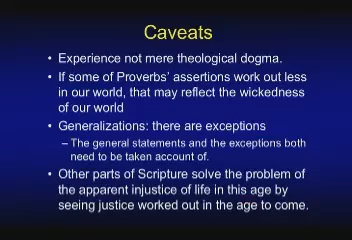 Caveats
• Experience not mere theological dogma.
• If some of Proverbs' assertions work out less
in our world, that may reflect the wickedness
of our world
• Generalizations: there are exceptions
– The general statements and the exceptions both
need to be taken account of.
• Other parts of Scripture solve the problem of
the apparent injustice of life in this age by
seeing justice worked out in the age to come.